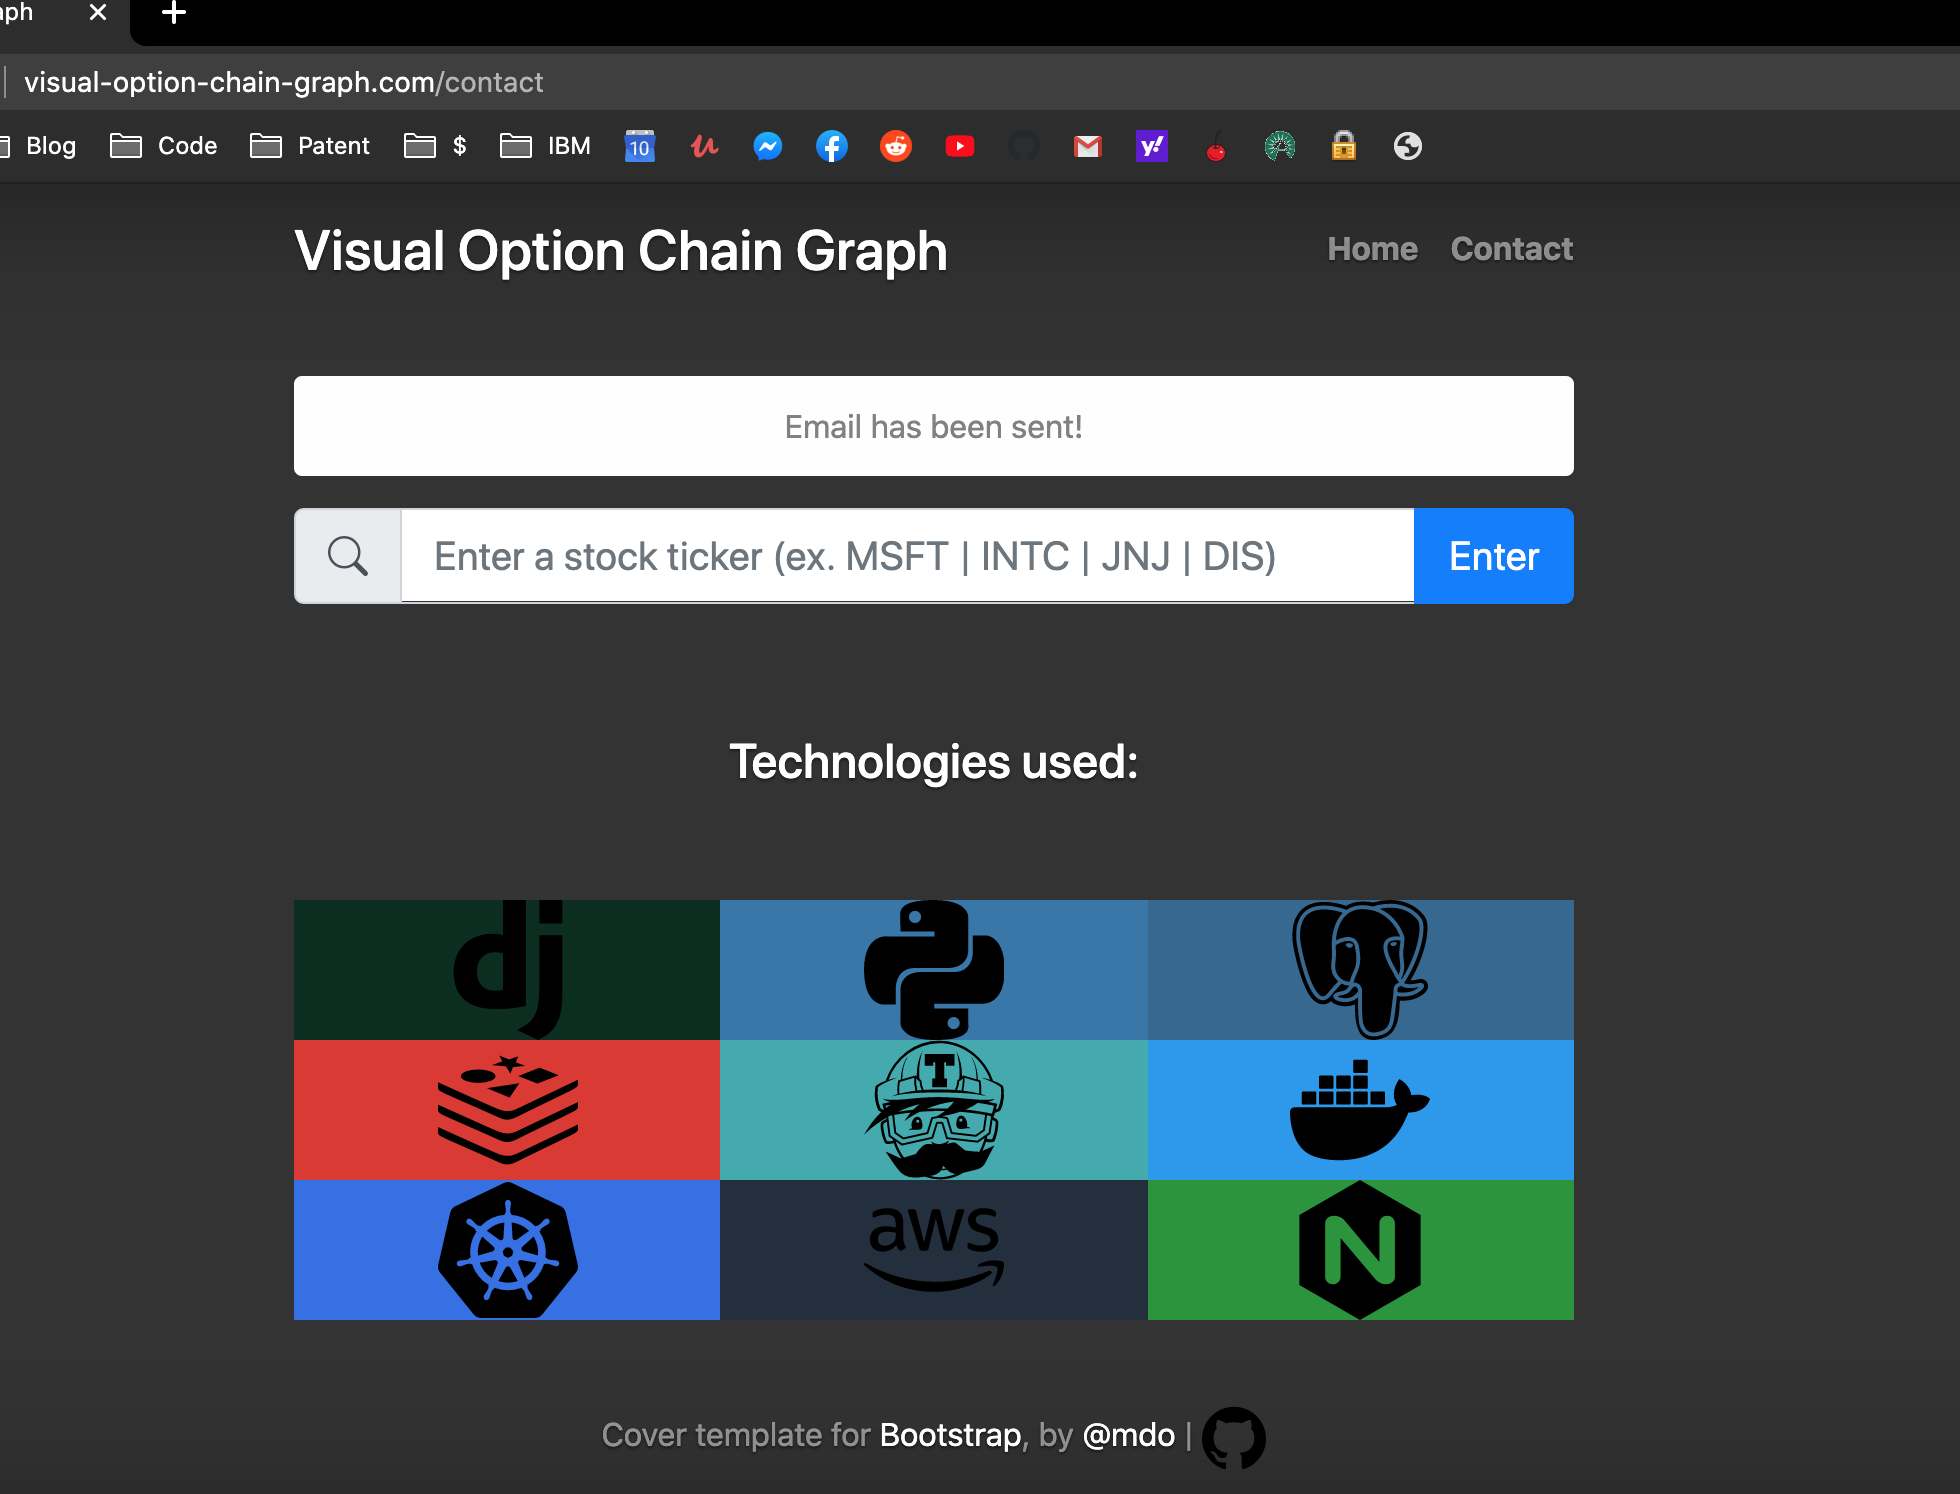 aph
visual-option-chain-graph.com/contact
Blog Code Patent $ IBM 10 y!
Visual Option Chain Graph Home Contact
Email has been sent!
Enter a stock ticker (ex. MSFT | INTC | JNJ | DIS) Enter
Technologies used:
dj
T
aws N
Cover template for Bootstrap, by @mdo |